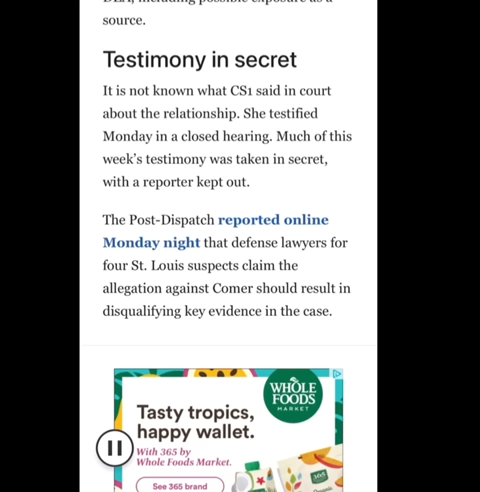 source.
Testimony in secret
It is not known what CS1 said in court
about the relationship. She testified
Monday in a closed hearing. Much of this
week's testimony was taken in secret,
with a reporter kept out.
The Post-Dispatch reported online
Monday night that defense lawyers for
four St. Louis suspects claim the
allegation against Comer should result in
disqualifying key evidence in the case.
WHOLE
FOODS
MARKET
Tasty tropics,
happy wallet.
With 365 by
Whole Foods Market.
See 365 brand
365